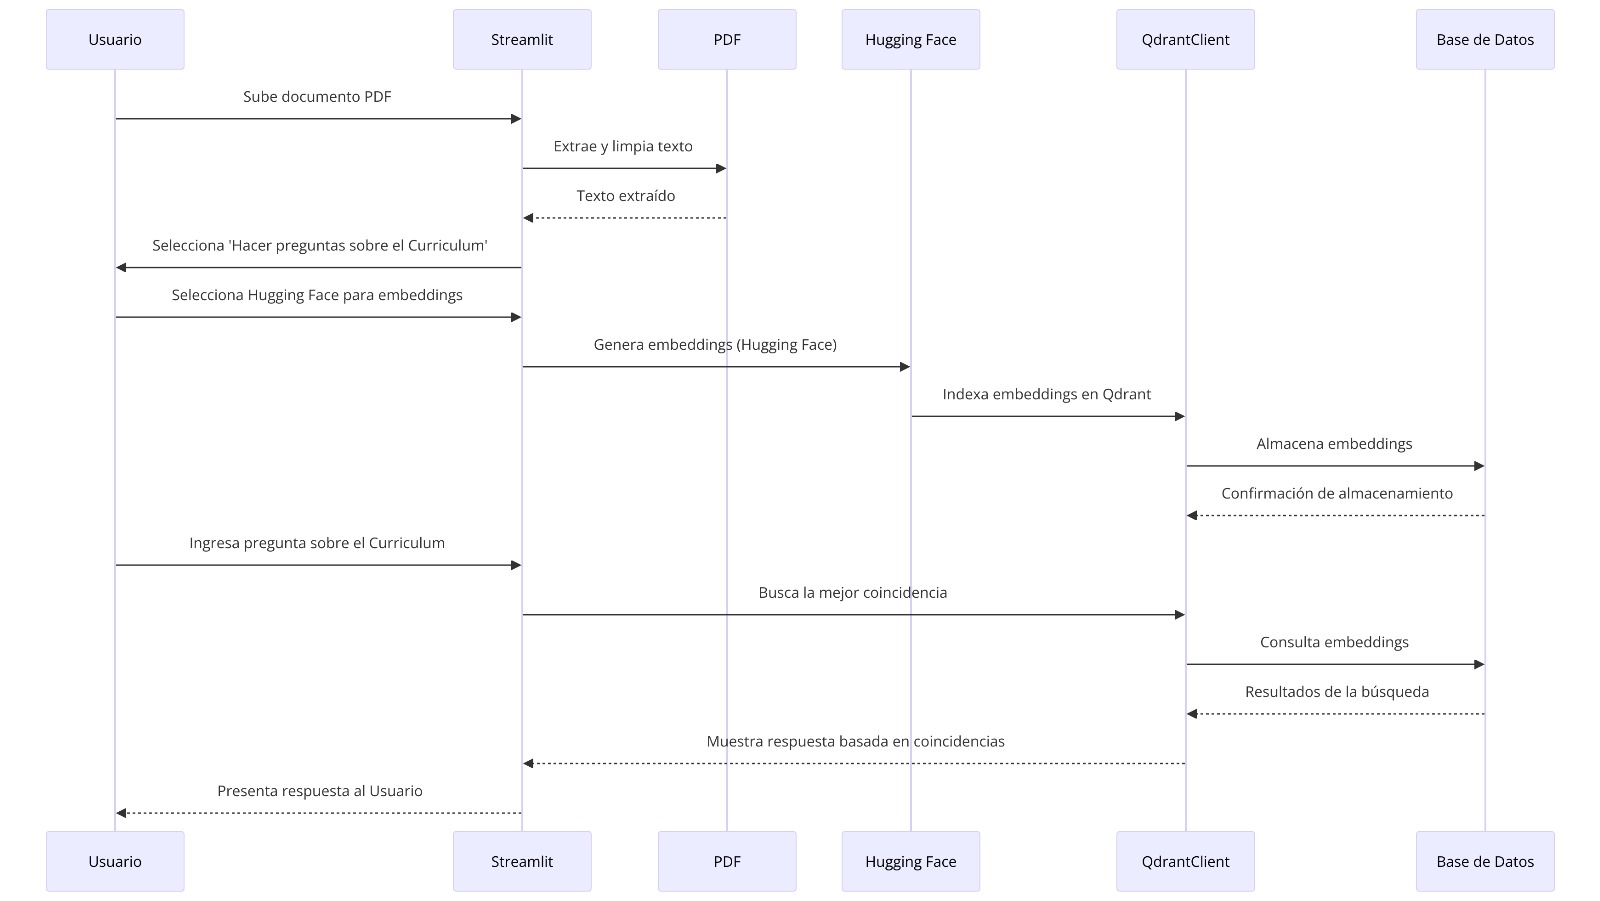 Usuario
Streamlit
PDF
Hugging Face
QdrantClient
Base de Datos
Sube documento PDF
Extrae y limpia texto
Texto extraído
Selecciona 'Hacer preguntas sobre el Curriculum'
Selecciona Hugging Face para embeddings
Genera embeddings (Hugging Face)
Indexa embeddings en Qdrant
Almacena embeddings
Confirmación de almacenamiento
Ingresa pregunta sobre el Curriculum
Busca la mejor coincidencia
Consulta embeddings
Resultados de la búsqueda
Muestra respuesta basada en coincidencias
Presenta respuesta al Usuario
Usuario
Streamlit
PDF
Hugging Face
QdrantClient
Base de Datos